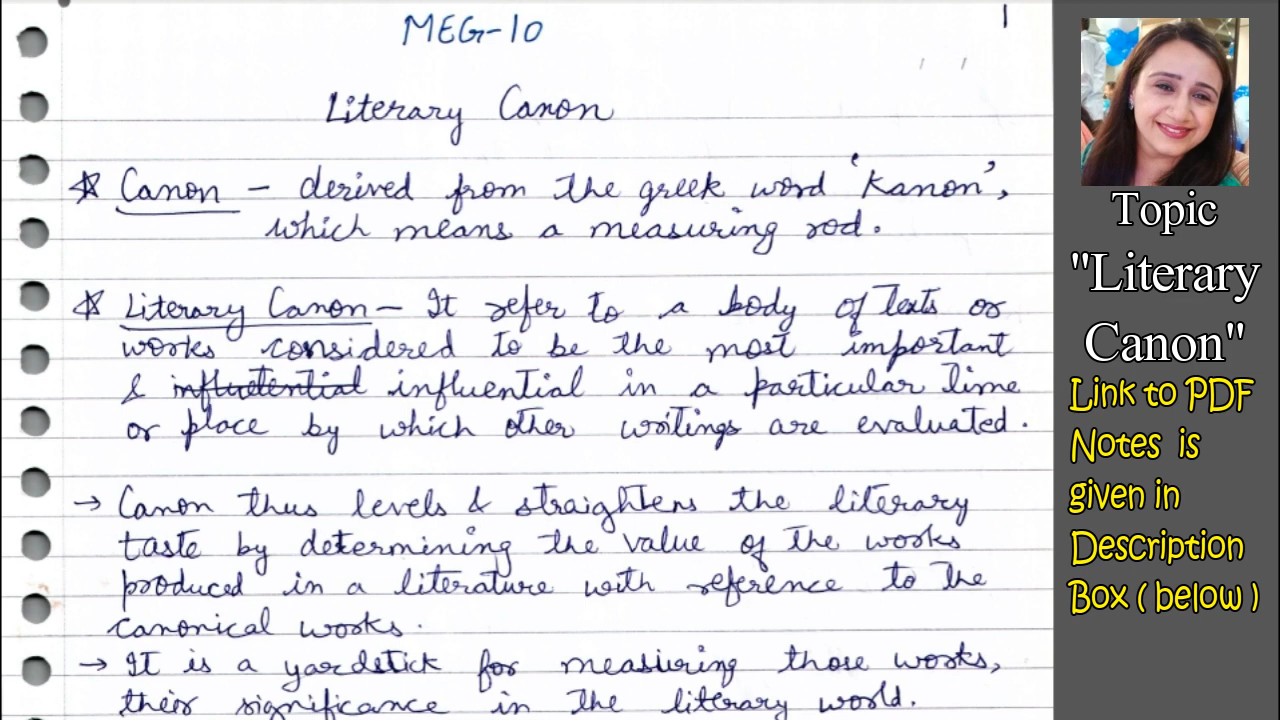 MEG-10
1
Literary Canon
☆ Canon – derived from the greek word 'Kanon',
which means a measuring rod.
☆ Literary Canon – It refer to a body of Texts or
works considered to be the most important
& influetential influential in a particular time
or place by which other writings are evaluated.
→ Canon thus levels & straightens the literary
taste by determining the value of the works
produced in a literature with reference to the
canonical works.
→ It is a yardstick for measuring those works,
their significance in the literary world.
Topic
"Literary
Canon"
Link to PDF
Notes is
given in
Description
Box ( below )